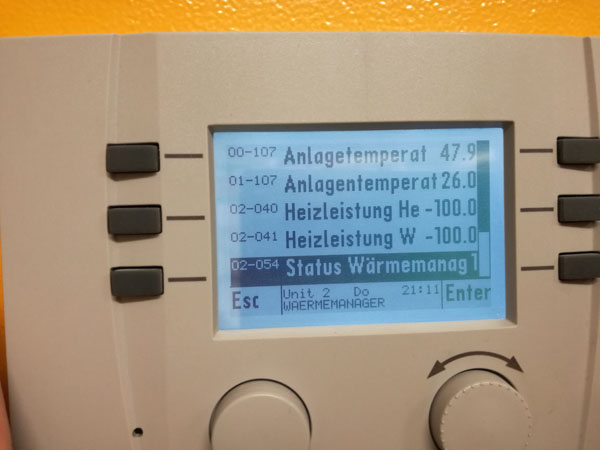 00-107 Anlagetemperat 47.9
01-107 Anlagentemperat 26.0
02-040 Heizleistung He -100.0
02-041 Heizleistung W -100.0
02-054 Status Wärmemanag 1
Esc Unit 2 Do 21:11 Enter
WAERMEMANAGER